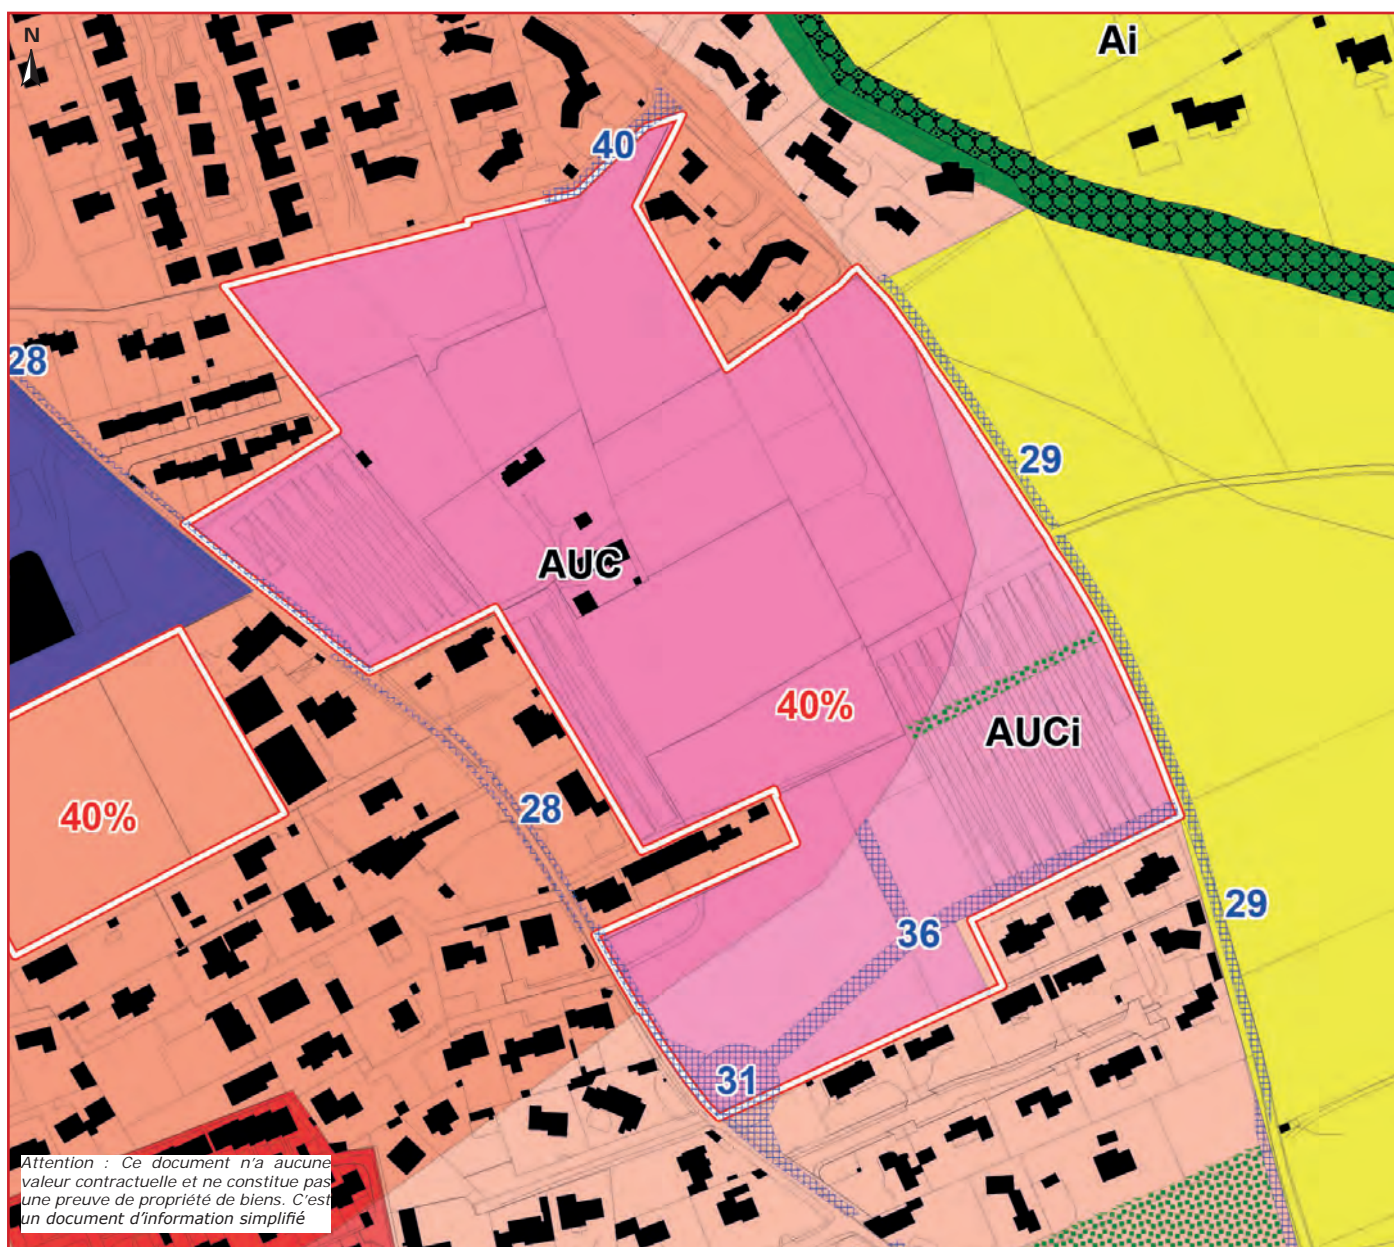 N
Ai
40
28
29
AUC
40%
AUCi
40%
28
29
36
31
Attention : Ce document n'a aucune
valeur contractuelle et ne constitue pas
une preuve de propriété de biens. C'est
un document d'information simplifié